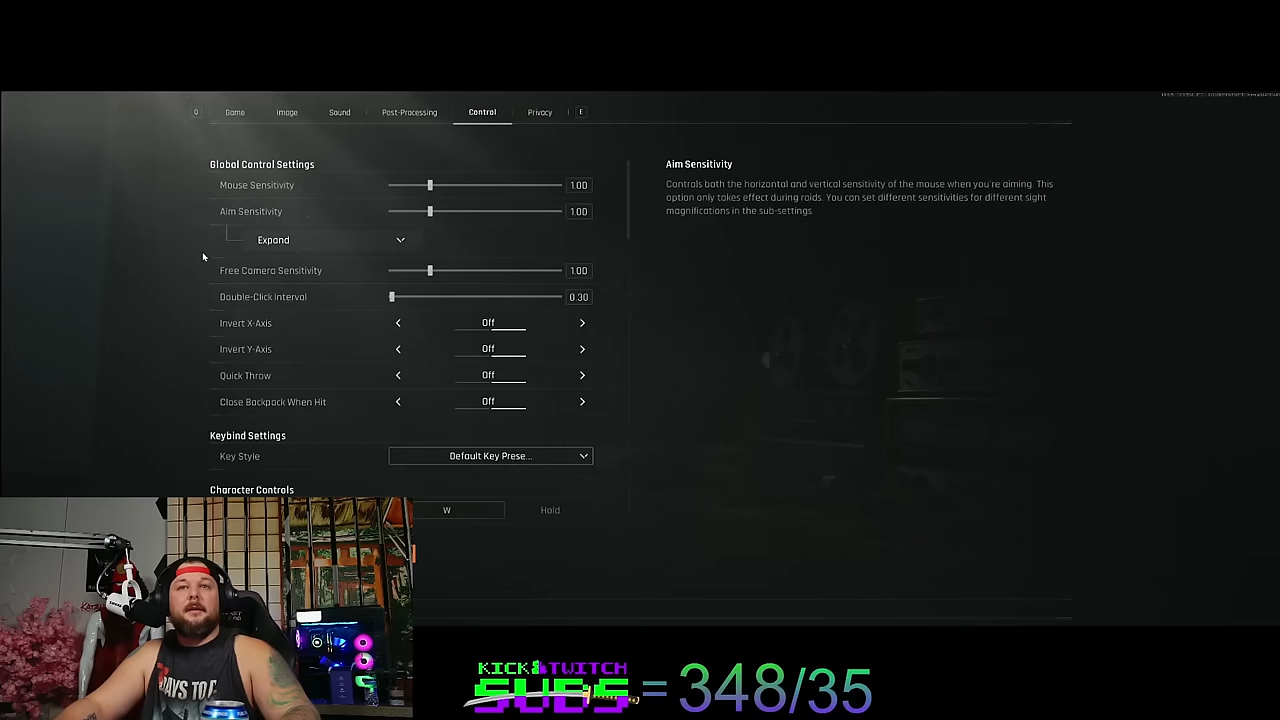 Q Game Image Sound Post-Processing Control Privacy E
Global Control Settings
Mouse Sensitivity 1.00
Aim Sensitivity 1.00
Expand
Free Camera Sensitivity 1.00
Double-Click Interval 0.30
Invert X-Axis Off
Invert Y-Axis Off
Quick Throw Off
Close Backpack When Hit Off
Keybind Settings
Key Style Default Key Prese...
Character Controls
W Hold
Aim Sensitivity
Controls both the horizontal and vertical sensitivity of the mouse when you're aiming. This
option only takes effect during raids. You can set different sensitivities for different sight
magnifications in the sub-settings.
KICK TWITCH
SUBS = 348/35